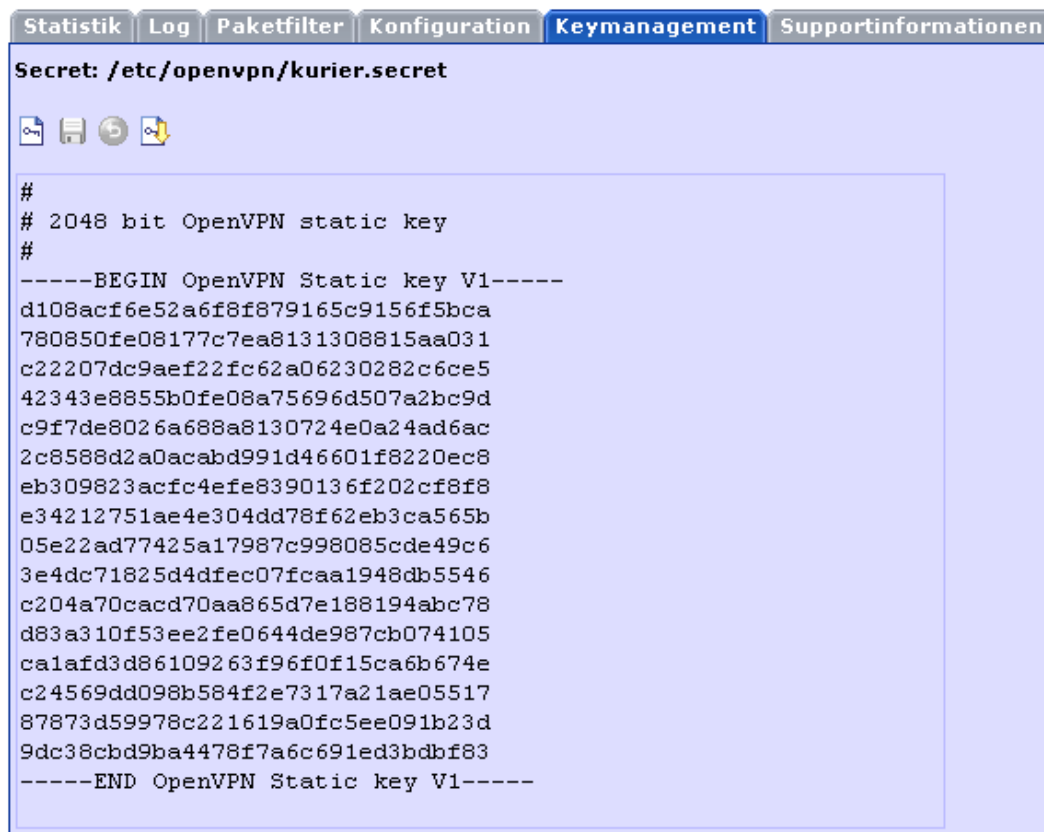 Statistik Log Paketfilter Konfiguration Keymanagement Supportinformationen
Secret: /etc/openvpn/kurier.secret
#
# 2048 bit OpenVPN static key
#
-----BEGIN OpenVPN Static key V1-----
d108acf6e52a6f8f879165c9156f5bca
780850fe08177c7ea8131308815aa031
c22207dc9aef22fc62a06230282c6ce5
42343e8855b0fe08a75696d507a2bc9d
c9f7de8026a688a8130724e0a24ad6ac
2c8588d2a0acabd991d46601f8220ec8
eb309823acfc4efe8390136f202cf8f8
e34212751ae4e304dd78f62eb3ca565b
05e22ad77425a17987c998085cde49c6
3e4dc71825d4dfec07fcaa1948db5546
c204a70cacd70aa865d7e188194abc78
d83a310f53ee2fe0644de987cb074105
ca1afd3d86109263f96f0f15ca6b674e
c24569dd098b584f2e7317a21ae05517
87873d59978c221619a0fc5ee091b23d
9dc38cbd9ba4478f7a6c691ed3bdbf83
-----END OpenVPN Static key V1-----